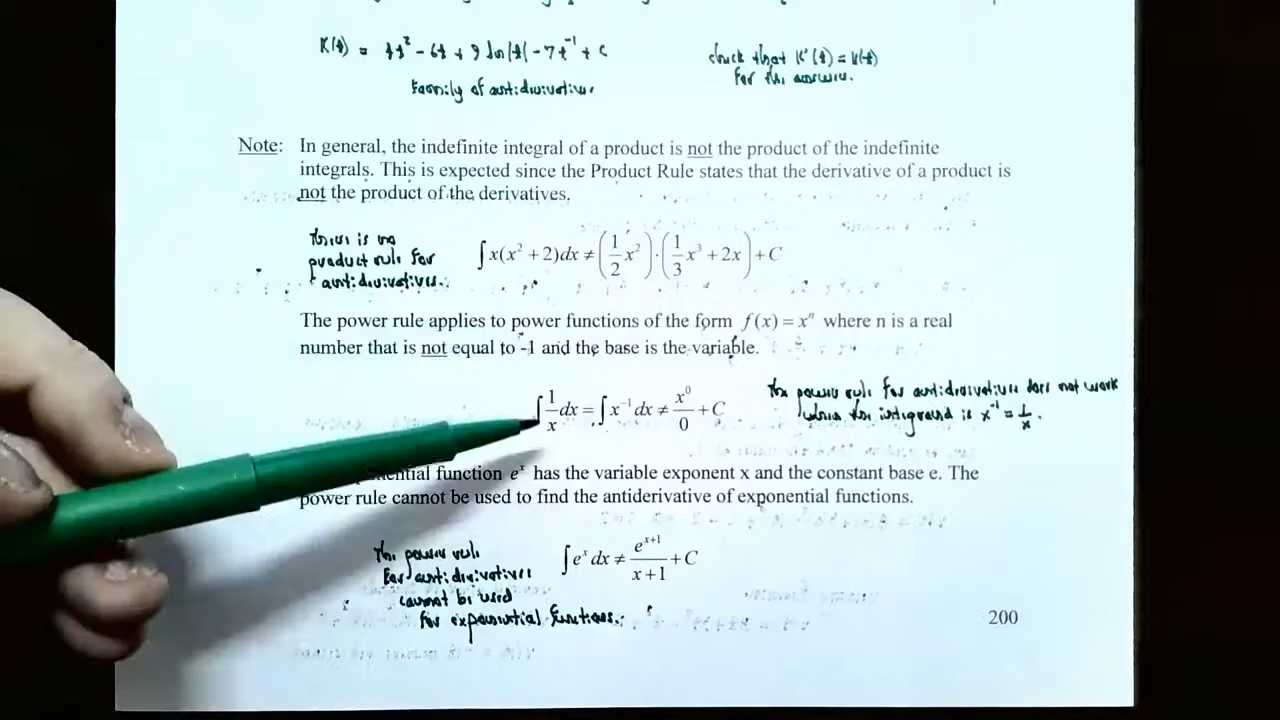 K(t) = t² - 6t + 9 ln|t| - 7t⁻¹ + C
Family of antiderivatives
check that K'(t) = k(t)
for this answer.
Note: In general, the indefinite integral of a product is not the product of the indefinite
integrals. This is expected since the Product Rule states that the derivative of a product is
not the product of the derivatives.
There is no
product rule for
antiderivatives.
∫x(x² + 2)dx ≠ (1/2 x²)·(1/3 x³ + 2x) + C
The power rule applies to power functions of the form f(x) = xⁿ where n is a real
number that is not equal to -1 and the base is the variable.
∫1/x dx = ∫x⁻¹ dx ≠ x⁰/0 + C
The power rule for antiderivatives does not work
when the integrand is x⁻¹ = 1/x.
ential function eˣ has the variable exponent x and the constant base e. The
power rule cannot be used to find the antiderivative of exponential functions.
The power rule
for antiderivatives
cannot be used
for exponential functions.
∫eˣ dx ≠ eˣ⁺¹/(x+1) + C
200